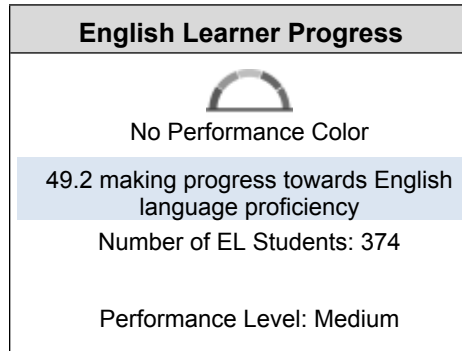 English Learner Progress
No Performance Color
49.2 making progress towards English
language proficiency
Number of EL Students: 374
Performance Level: Medium